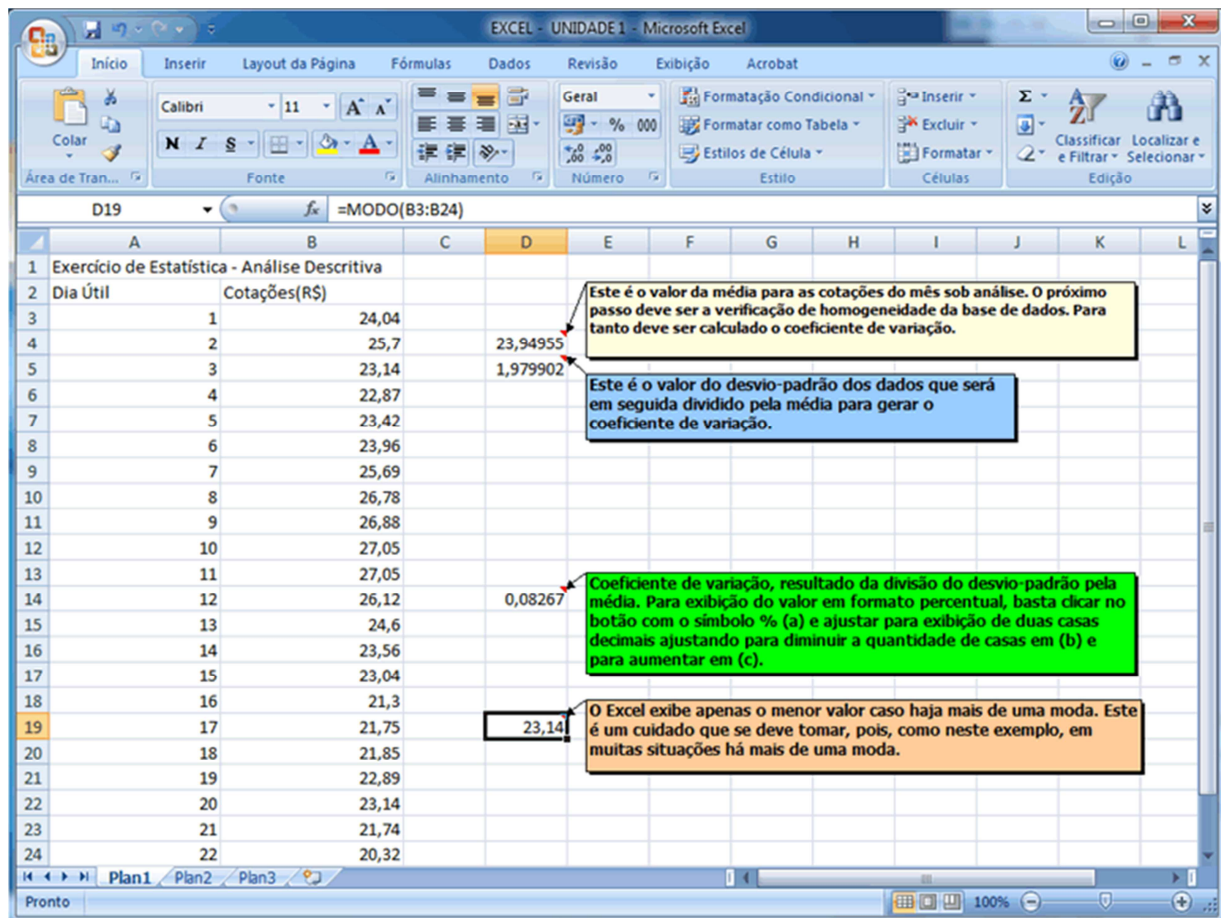 EXCEL - UNIDADE 1 - Microsoft Excel
Início Inserir Layout da Página Fórmulas Dados Revisão Exibição Acrobat
Colar
Calibri 11 A A
N I S A
Geral
% 000
Formatação Condicional
Formatar como Tabela
Estilos de Célula
Inserir
Excluir
Formatar
Σ
Classificar e Filtrar
Localizar e Selecionar
Área de Tran... Fonte Alinhamento Número Estilo Células Edição
D19 fx =MODO(B3:B24)
A B C D E F G H I J K L
1 Exercício de Estatística - Análise Descritiva
2 Dia Útil Cotações(R$)
3 1 24,04
4 2 25,7 23,94955
5 3 23,14 1,979902
6 4 22,87
7 5 23,42
8 6 23,96
9 7 25,69
10 8 26,78
11 9 26,88
12 10 27,05
13 11 27,05
14 12 26,12 0,08267
15 13 24,6
16 14 23,56
17 15 23,04
18 16 21,3
19 17 21,75 23,14
20 18 21,85
21 19 22,89
22 20 23,14
23 21 21,74
24 22 20,32
Este é o valor da média para as cotações do mês sob análise. O próximo
passo deve ser a verificação de homogeneidade da base de dados. Para
tanto deve ser calculado o coeficiente de variação.
Este é o valor do desvio-padrão dos dados que será
em seguida dividido pela média para gerar o
coeficiente de variação.
Coeficiente de variação, resultado da divisão do desvio-padrão pela
média. Para exibição do valor em formato percentual, basta clicar no
botão com o símbolo % (a) e ajustar para exibição de duas casas
decimais ajustando para diminuir a quantidade de casas em (b) e
para aumentar em (c).
O Excel exibe apenas o menor valor caso haja mais de uma moda. Este
é um cuidado que se deve tomar, pois, como neste exemplo, em
muitas situações há mais de uma moda.
Plan1 Plan2 Plan3
Pronto 100%